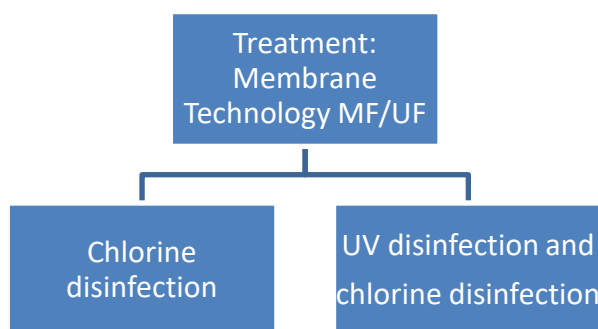 Treatment:
Membrane
Technology MF/UF
Chlorine
disinfection
UV disinfection and
chlorine disinfection